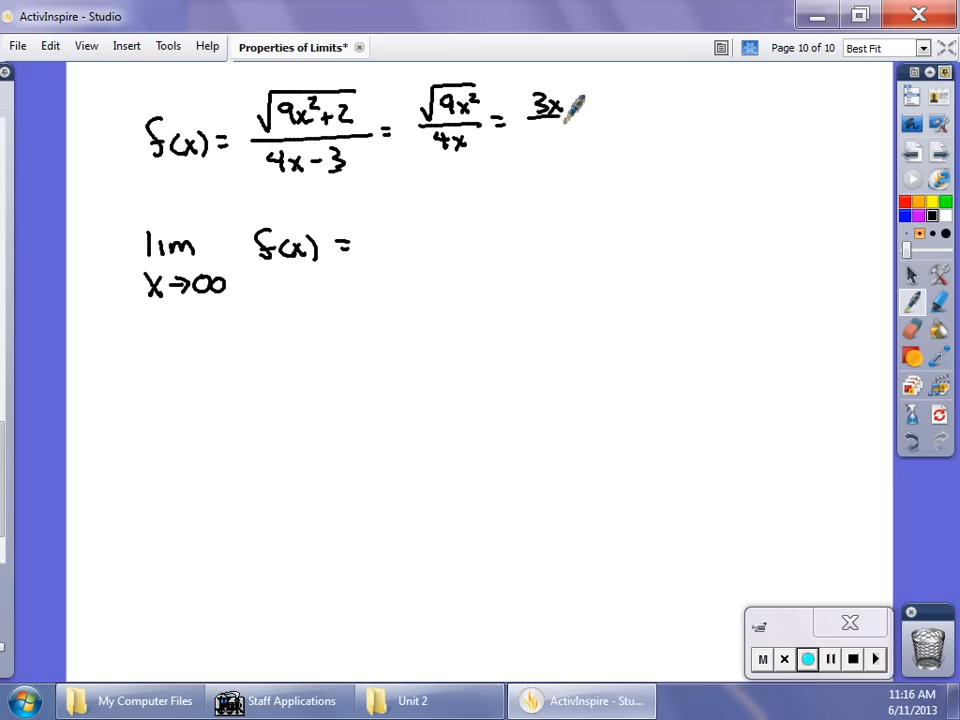 ActivInspire - Studio
File Edit View Insert Tools Help Properties of Limits* Page 10 of 10 Best Fit
f(x) = √(9x²+2) / (4x-3) = √(9x²) / 4x = 3x
lim f(x) =
x→∞
M
My Computer Files Staff Applications Unit 2 ActivInspire - Stu...
11:16 AM
6/11/2013